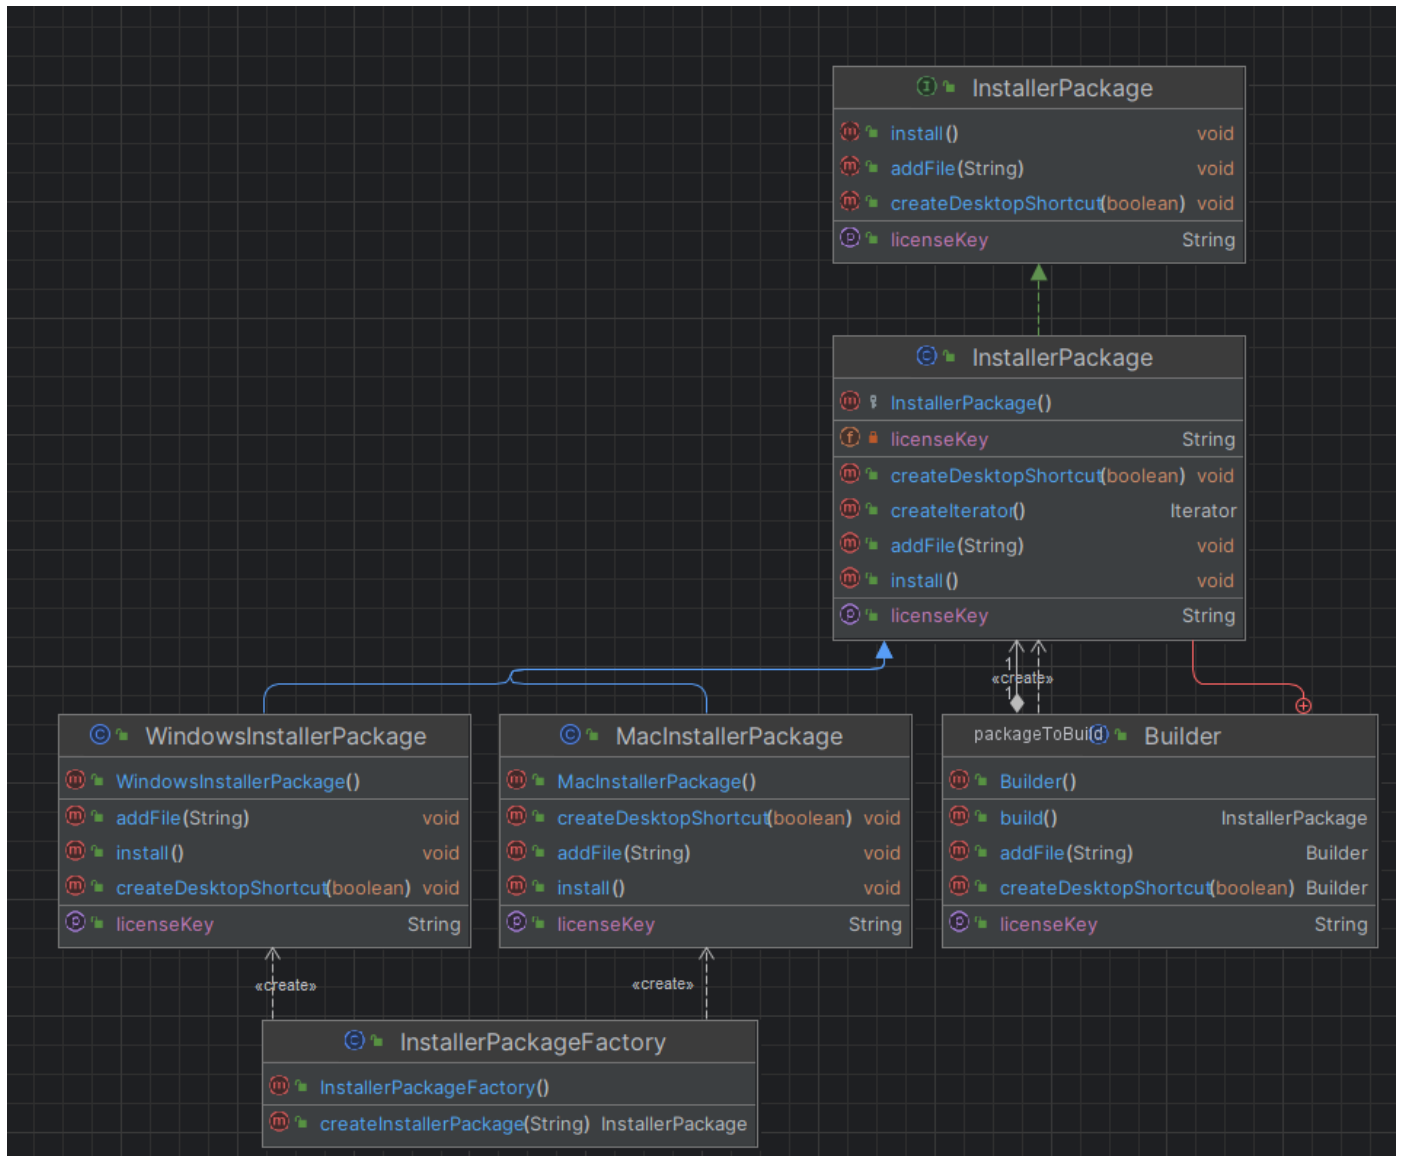 InstallerPackage
install() void
addFile(String) void
createDesktopShortcut(boolean) void
licenseKey String
InstallerPackage
InstallerPackage()
licenseKey String
createDesktopShortcut(boolean) void
createIterator() Iterator
addFile(String) void
install() void
licenseKey String
1
«create»
1
WindowsInstallerPackage
WindowsInstallerPackage()
addFile(String) void
install() void
createDesktopShortcut(boolean) void
licenseKey String
MacInstallerPackage
MacInstallerPackage()
createDesktopShortcut(boolean) void
addFile(String) void
install() void
licenseKey String
packageToBuild
Builder
Builder()
build() InstallerPackage
addFile(String) Builder
createDesktopShortcut(boolean) Builder
licenseKey String
«create»
«create»
InstallerPackageFactory
InstallerPackageFactory()
createInstallerPackage(String) InstallerPackage